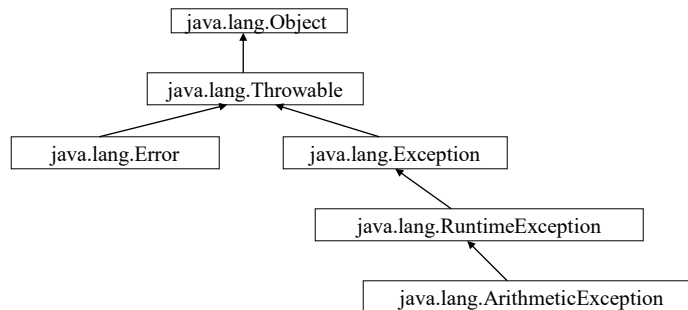 java.lang.Object
java.lang.Throwable
java.lang.Error
java.lang.Exception
java.lang.RuntimeException
java.lang.ArithmeticException